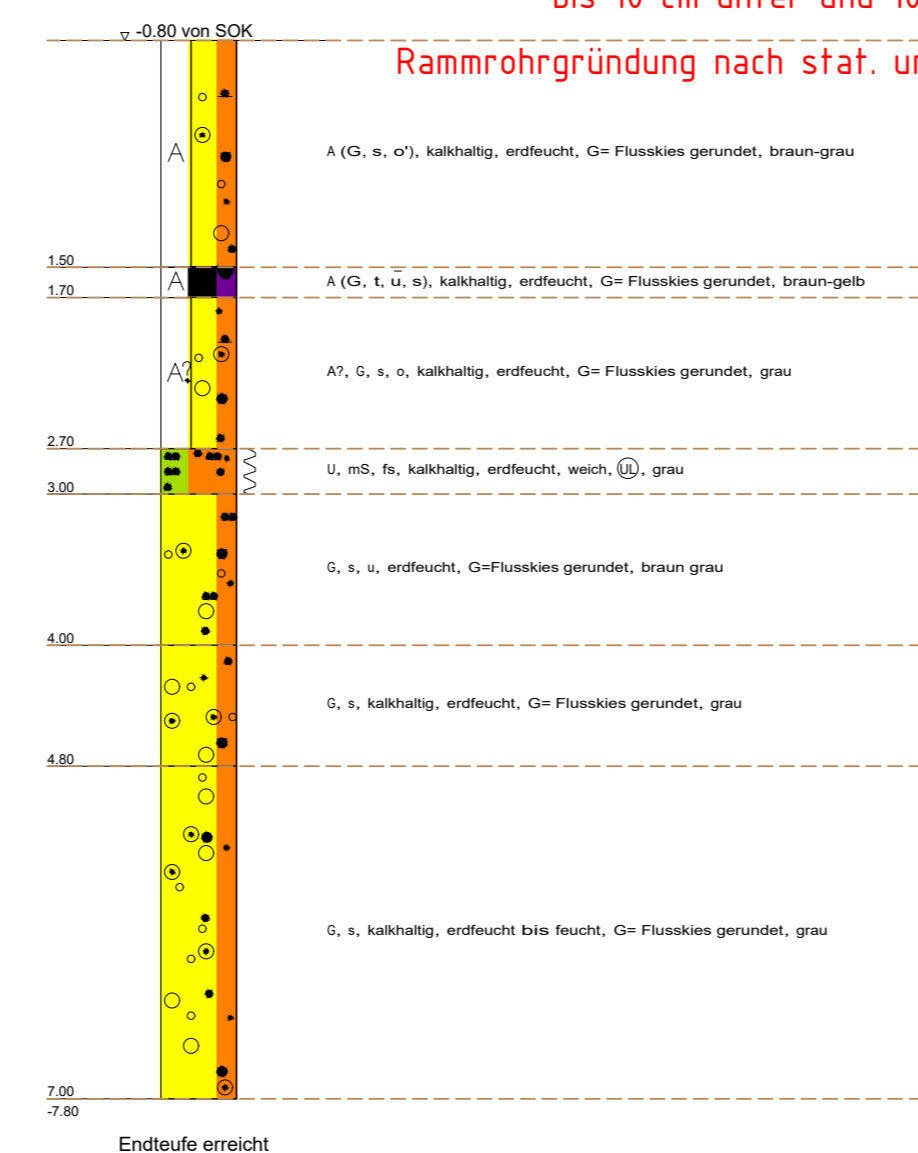 -0.80 von SOK
Rammrohrgründung nach stat.
A
A (G, s, o'), kalkhaltig, erdfeucht, G= Flusskies gerundet, braun-grau
1.50
A
A (G, t, ū, s), kalkhaltig, erdfeucht, G= Flusskies gerundet, braun-gelb
1.70
A?
A?, G, s, o, kalkhaltig, erdfeucht, G= Flusskies gerundet, grau
2.70
U, mS, fs, kalkhaltig, erdfeucht, weich, UL, grau
3.00
G, s, u, erdfeucht, G=Flusskies gerundet, braun grau
4.00
G, s, kalkhaltig, erdfeucht, G= Flusskies gerundet, grau
4.80
G, s, kalkhaltig, erdfeucht bis feucht, G= Flusskies gerundet, grau
7.00
-7.80
Endteufe erreicht